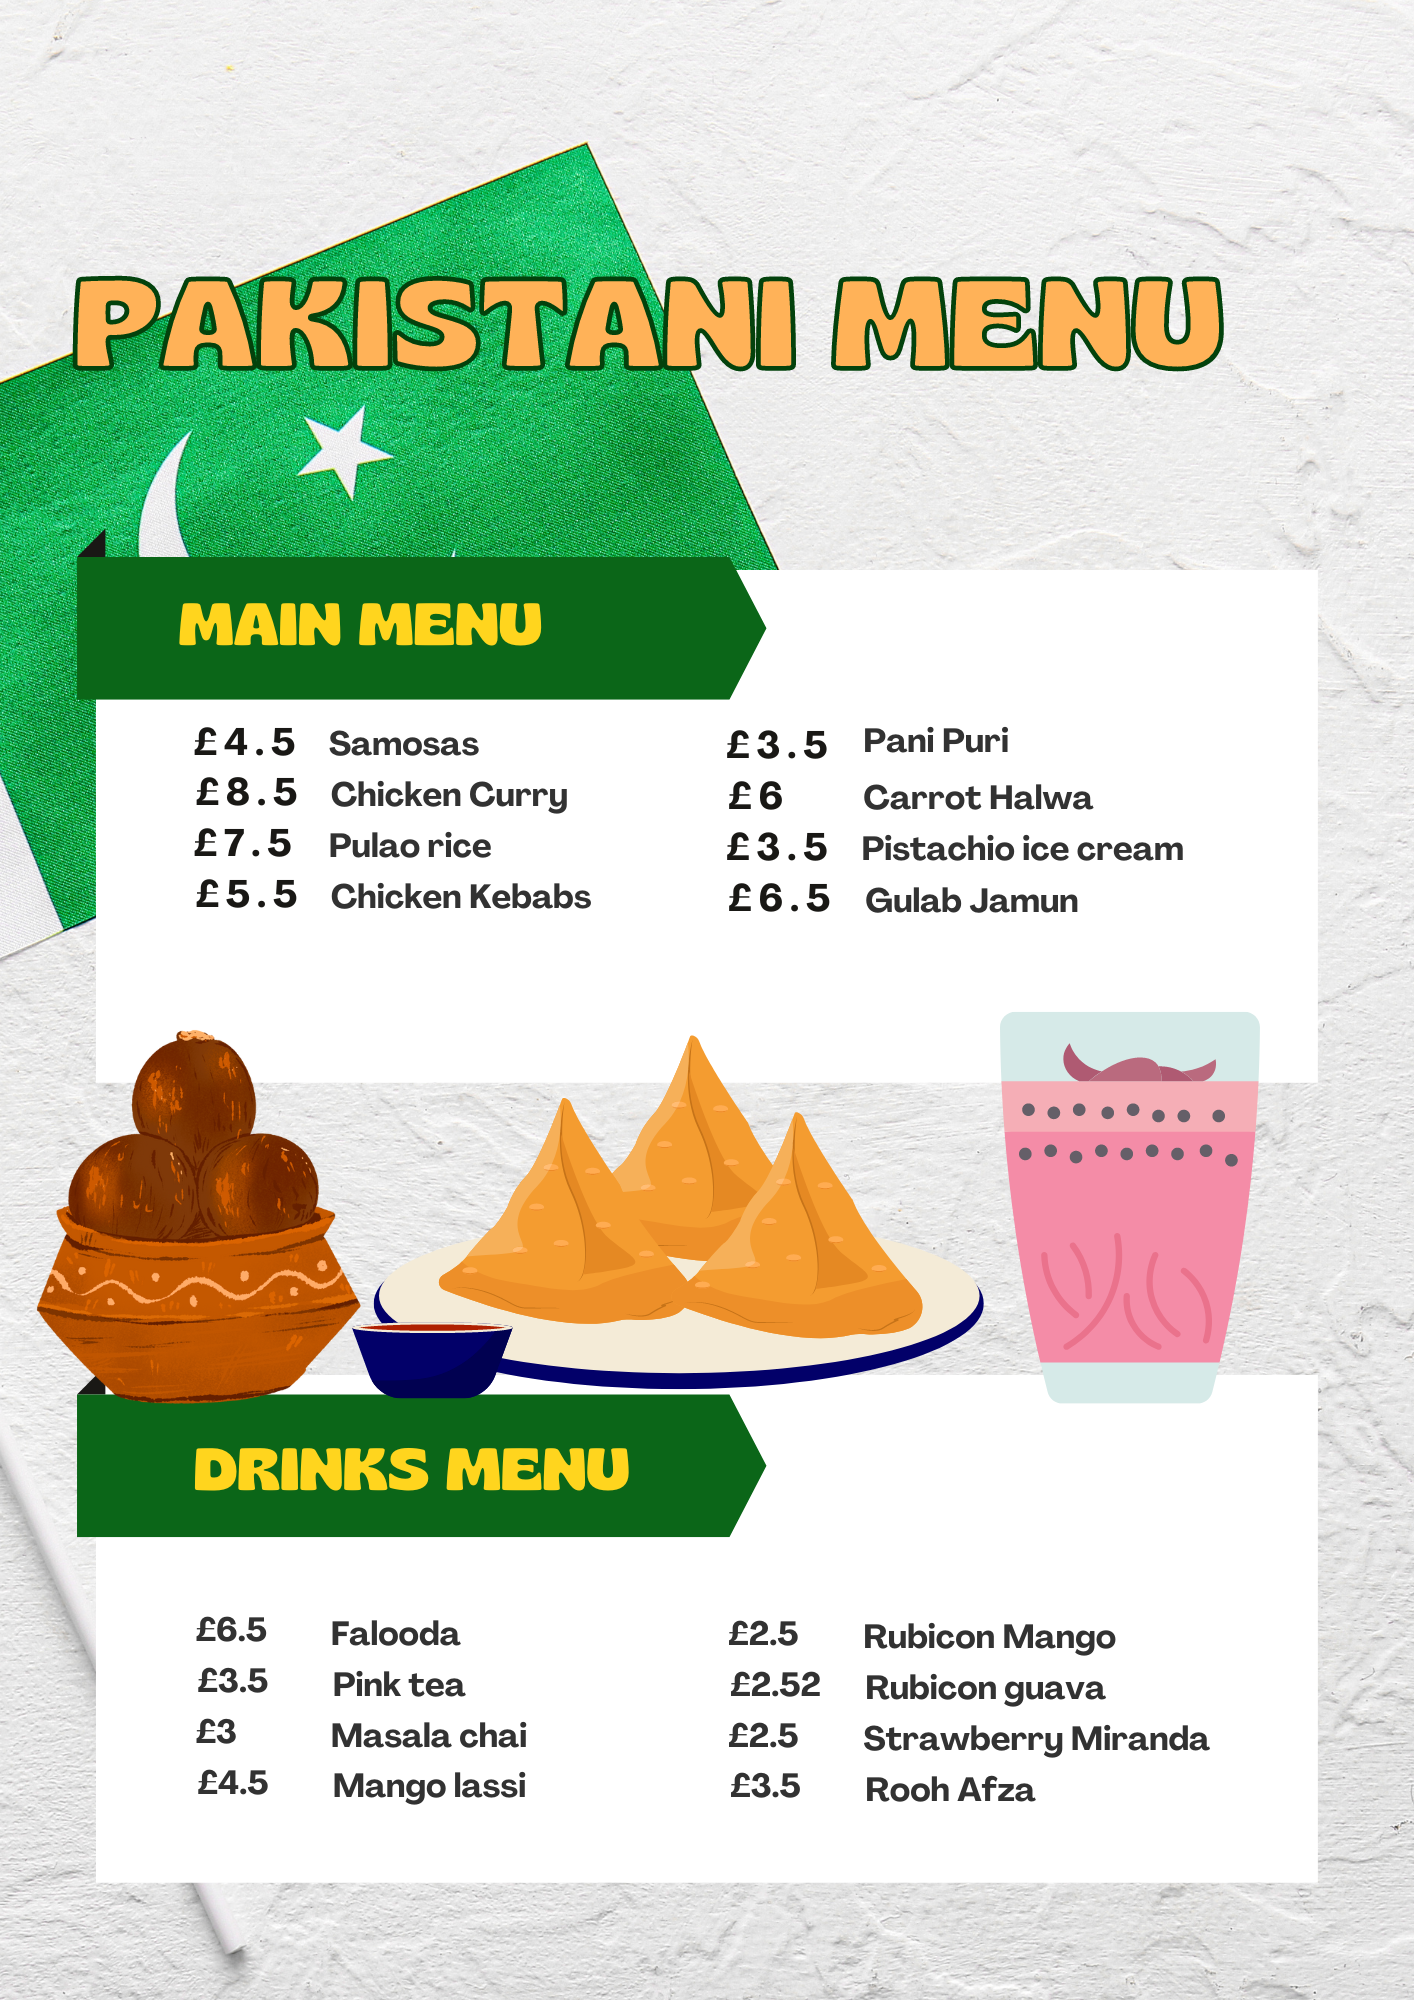 PAKISTANI MENU
MAIN MENU
£4.5 Samosas
£8.5 Chicken Curry
£7.5 Pulao rice
£5.5 Chicken Kebabs
£3.5 Pani Puri
£6 Carrot Halwa
£3.5 Pistachio ice cream
£6.5 Gulab Jamun
DRINKS MENU
£6.5 Falooda
£3.5 Pink tea
£3 Masala chai
£4.5 Mango lassi
£2.5 Rubicon Mango
£2.52 Rubicon guava
£2.5 Strawberry Miranda
£3.5 Rooh Afza